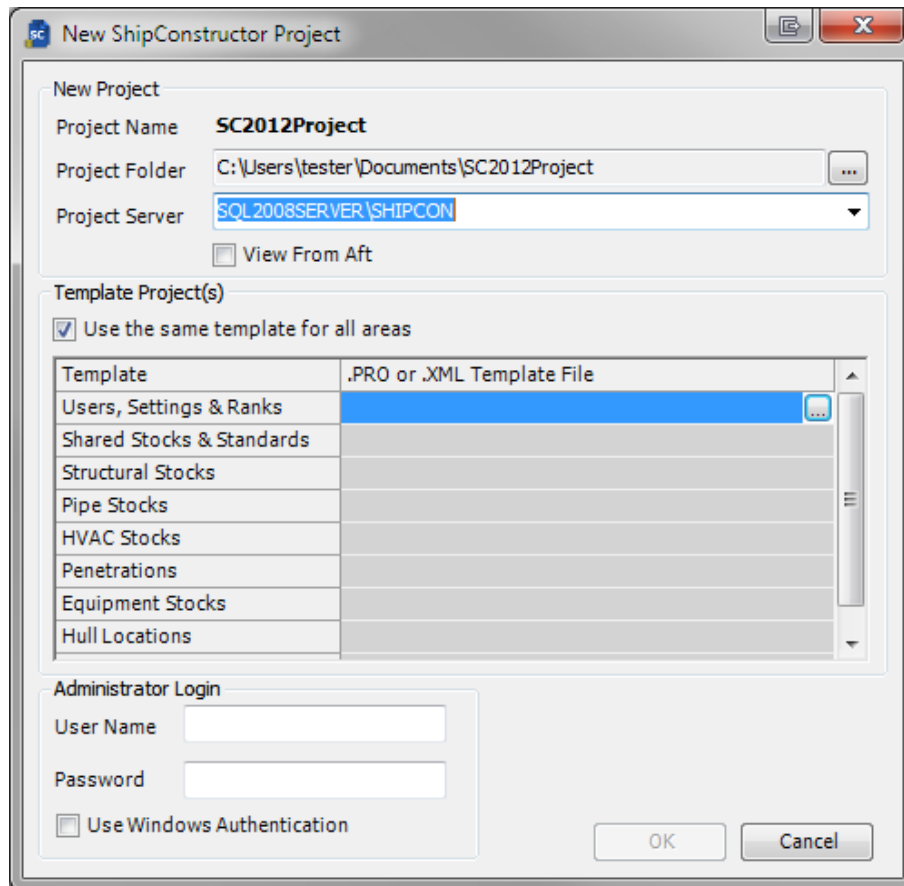 New ShipConstructor Project
New Project
Project Name SC2012Project
Project Folder C:\Users\tester\Documents\SC2012Project ...
Project Server SQL2008SERVER\SHIPCON
View From Aft
Template Project(s)
Use the same template for all areas
Template .PRO or .XML Template File
Users, Settings & Ranks ...
Shared Stocks & Standards
Structural Stocks
Pipe Stocks
HVAC Stocks
Penetrations
Equipment Stocks
Hull Locations
Administrator Login
User Name
Password
Use Windows Authentication
OK Cancel